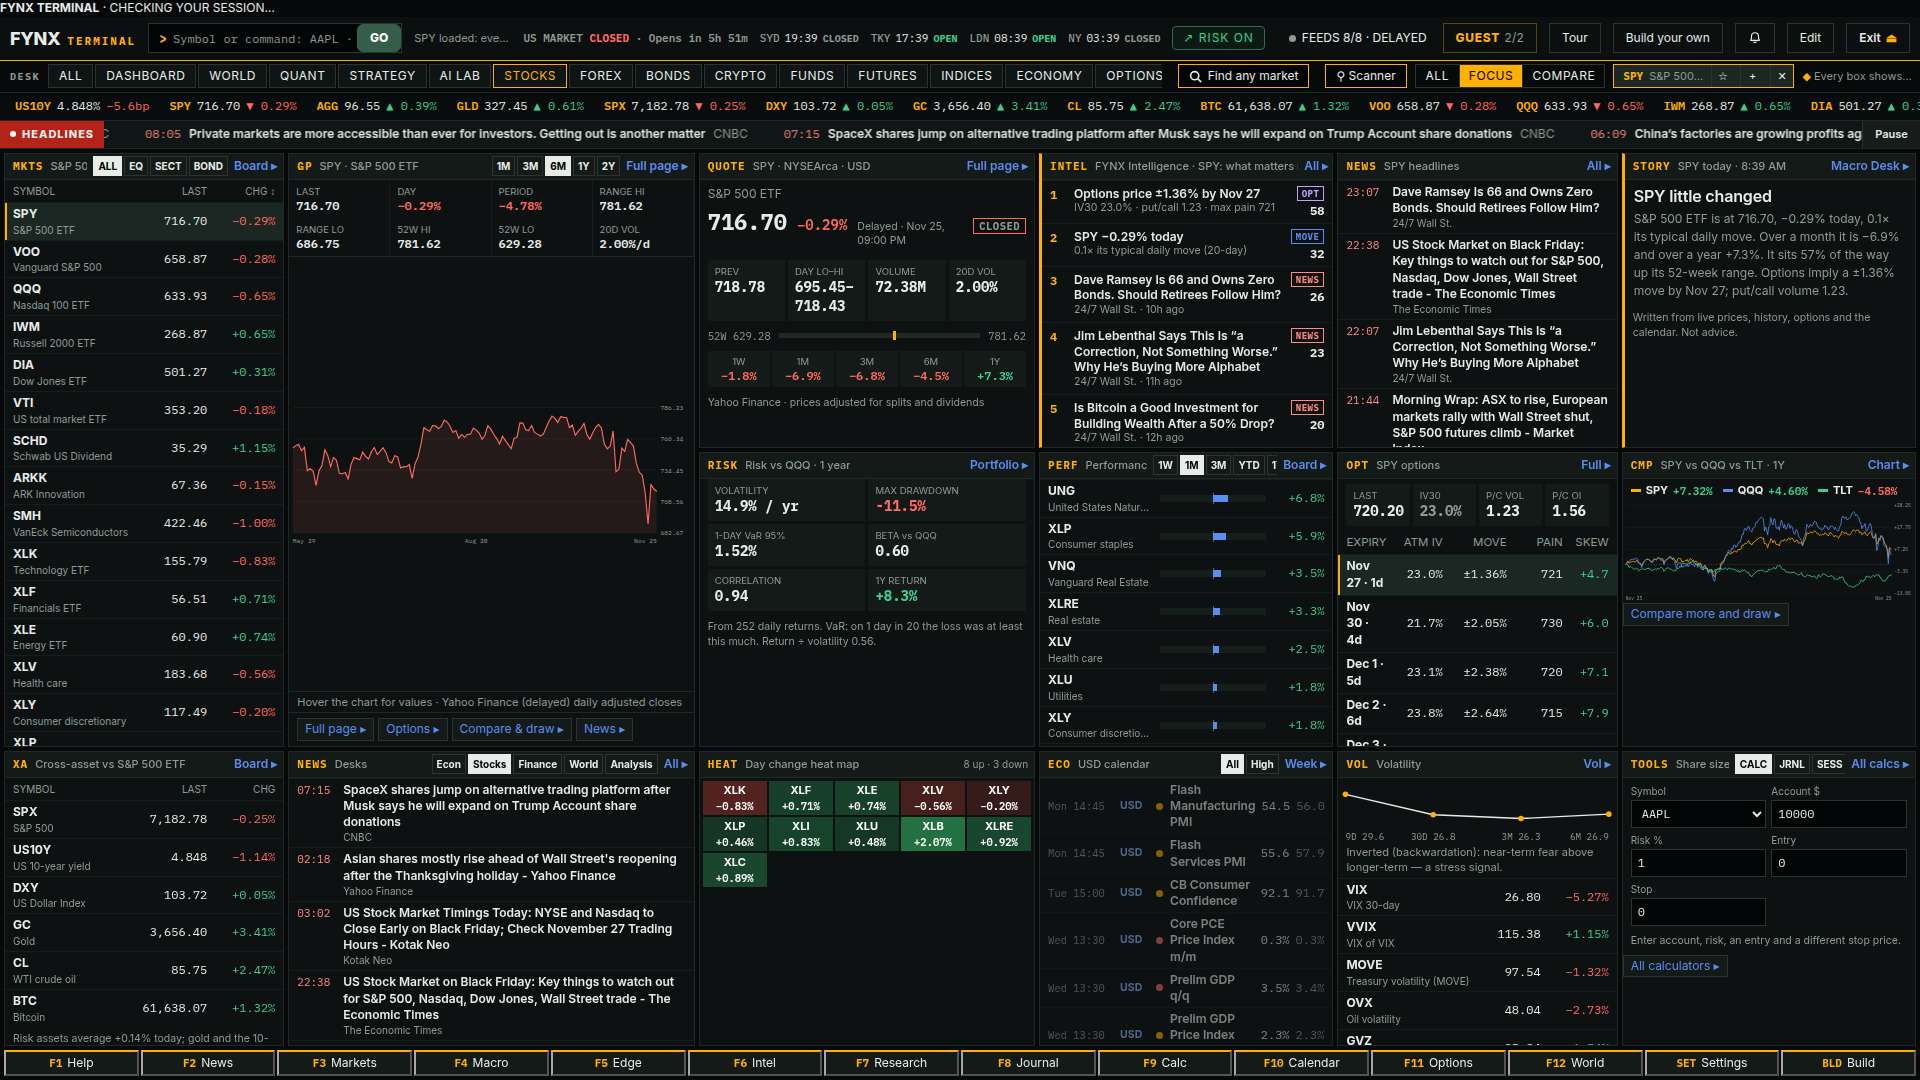 FYNX TERMINAL · CHECKING YOUR SESSION...
FYNX TERMINAL > Symbol or command: AAPL · GO SPY loaded: eve... US MARKET CLOSED · Opens in 5h 51m SYD 19:39 CLOSED TKY 17:39 OPEN LDN 08:39 OPEN NY 03:39 CLOSED ↗ RISK ON FEEDS 8/8 · DELAYED GUEST 2/2 Tour Build your own Edit Exit
DESK ALL DASHBOARD WORLD QUANT STRATEGY AI LAB STOCKS FOREX BONDS CRYPTO FUNDS FUTURES INDICES ECONOMY OPTIONS Find any market Scanner ALL FOCUS COMPARE SPY S&P 500... ☆ + × Every box shows...
US10Y 4.848% −5.6bp SPY 716.70 ▼ 0.29% AGG 96.55 ▲ 0.39% GLD 327.45 ▲ 0.61% SPX 7,182.78 ▼ 0.25% DXY 103.72 ▲ 0.05% GC 3,656.40 ▲ 3.41% CL 85.75 ▲ 2.47% BTC 61,638.07 ▲ 1.32% VOO 658.87 ▼ 0.28% QQQ 633.93 ▼ 0.65% IWM 268.87 ▲ 0.65% DIA 501.27 ▲ 0.3
HEADLINES C 08:05 Private markets are more accessible than ever for investors. Getting out is another matter CNBC 07:15 SpaceX shares jump on alternative trading platform after Musk says he will expand on Trump Account share donations CNBC 06:09 China's factories are growing profits ag Pause
MKTS S&P 50 ALL EQ SECT BOND Board ▸
SYMBOL LAST CHG ↕
SPY 716.70 −0.29%
S&P 500 ETF
VOO 658.87 −0.28%
Vanguard S&P 500
QQQ 633.93 −0.65%
Nasdaq 100 ETF
IWM 268.87 +0.65%
Russell 2000 ETF
DIA 501.27 +0.31%
Dow Jones ETF
VTI 353.20 −0.18%
US total market ETF
SCHD 35.29 +1.15%
Schwab US Dividend
ARKK 67.36 −0.15%
ARK Innovation
SMH 422.46 −1.00%
VanEck Semiconductors
XLK 155.79 −0.83%
Technology ETF
XLF 56.51 +0.71%
Financials ETF
XLE 60.90 +0.74%
Energy ETF
XLV 183.68 −0.56%
Health care
XLY 117.49 −0.20%
Consumer discretionary
XLP
GP SPY · S&P 500 ETF 1M 3M 6M 1Y 2Y Full page ▸
LAST DAY PERIOD RANGE HI
716.70 −0.29% −4.78% 781.62
RANGE LO 52W HI 52W LO 20D VOL
686.75 781.62 629.28 2.00%/d
786.23
760.34
734.45
708.56
682.67
May 29 Aug 28 Nov 25
Hover the chart for values · Yahoo Finance (delayed) daily adjusted closes
Full page ▸ Options ▸ Compare & draw ▸ News ▸
QUOTE SPY · NYSEArca · USD Full page ▸
S&P 500 ETF
716.70 −0.29% Delayed · Nov 25, 09:00 PM CLOSED
PREV DAY LO–HI VOLUME 20D VOL
718.78 695.45–718.43 72.38M 2.00%
52W 629.28 781.62
1W 1M 3M 6M 1Y
−1.8% −6.9% −6.8% −4.5% +7.3%
Yahoo Finance · prices adjusted for splits and dividends
INTEL FYNX Intelligence · SPY: what matters All ▸
1 Options price ±1.36% by Nov 27 OPT
IV30 23.0% · put/call 1.23 · max pain 721 58
2 SPY −0.29% today MOVE
0.1× its typical daily move (20-day) 32
3 Dave Ramsey Is 66 and Owns Zero NEWS
Bonds. Should Retirees Follow Him? 26
24/7 Wall St. · 10h ago
4 Jim Lebenthal Says This Is “a NEWS
Correction, Not Something Worse.” 23
Why He’s Buying More Alphabet
24/7 Wall St. · 11h ago
5 Is Bitcoin a Good Investment for NEWS
Building Wealth After a 50% Drop? 20
24/7 Wall St. · 12h ago
NEWS SPY headlines All ▸
23:07 Dave Ramsey Is 66 and Owns Zero
Bonds. Should Retirees Follow Him?
24/7 Wall St.
22:38 US Stock Market on Black Friday:
Key things to watch out for S&P 500,
Nasdaq, Dow Jones, Wall Street
trade - The Economic Times
The Economic Times
22:07 Jim Lebenthal Says This Is “a
Correction, Not Something Worse.”
Why He’s Buying More Alphabet
24/7 Wall St.
21:44 Morning Wrap: ASX to rise, European
markets rally with Wall Street shut,
S&P 500 futures climb - Market
Index
STORY SPY today · 8:39 AM Macro Desk ▸
SPY little changed
S&P 500 ETF is at 716.70, −0.29% today, 0.1×
its typical daily move. Over a month it is −6.9%
and over a year +7.3%. It sits 57% of the way
up its 52-week range. Options imply a ±1.36%
move by Nov 27; put/call volume 1.23.
Written from live prices, history, options and the
calendar. Not advice.
RISK Risk vs QQQ · 1 year Portfolio ▸
VOLATILITY MAX DRAWDOWN
14.9% / yr -11.5%
1-DAY VaR 95% BETA vs QQQ
1.52% 0.60
CORRELATION 1Y RETURN
0.94 +8.3%
From 252 daily returns. VaR: on 1 day in 20 the loss was at least
this much. Return ÷ volatility 0.56.
PERF Performanc 1W 1M 3M YTD 1 Board ▸
UNG +6.8%
United States Natur...
XLP +5.9%
Consumer staples
VNQ +3.5%
Vanguard Real Estate
XLRE +3.3%
Real estate
XLV +2.5%
Health care
XLU +1.8%
Utilities
XLY +1.8%
Consumer discretio...
OPT SPY options Full ▸
LAST IV30 P/C VOL P/C OI
720.20 23.0% 1.23 1.56
EXPIRY ATM IV MOVE PAIN SKEW
Nov 27 · 1d 23.0% ±1.36% 721 +4.7
Nov 30 · 4d 21.7% ±2.05% 730 +6.0
Dec 1 · 5d 23.1% ±2.38% 720 +7.1
Dec 2 · 6d 23.8% ±2.64% 715 +7.9
Dec 3 ·
CMP SPY vs QQQ vs TLT · 1Y Chart ▸
SPY +7.32% QQQ +4.60% TLT −4.58%
Compare more and draw ▸
XA Cross-asset vs S&P 500 ETF Board ▸
SYMBOL LAST CHG
SPX 7,182.78 −0.25%
S&P 500
US10Y 4.848 −1.14%
US 10-year yield
DXY 103.72 +0.05%
US Dollar Index
GC 3,656.40 +3.41%
Gold
CL 85.75 +2.47%
WTI crude oil
BTC 61,638.07 +1.32%
Bitcoin
Risk assets average +0.14% today; gold and the 10-
NEWS Desks Econ Stocks Finance World Analysis All ▸
07:15 SpaceX shares jump on alternative trading platform after
Musk says he will expand on Trump Account share
donations
CNBC
02:18 Asian shares mostly rise ahead of Wall Street's reopening
after the Thanksgiving holiday - Yahoo Finance
Yahoo Finance
03:02 US Stock Market Timings Today: NYSE and Nasdaq to
Close Early on Black Friday; Check November 27 Trading
Hours - Kotak Neo
Kotak Neo
22:38 US Stock Market on Black Friday: Key things to watch out
for S&P 500, Nasdaq, Dow Jones, Wall Street trade - The
Economic Times
The Economic Times
HEAT Day change heat map 8 up · 3 down
XLK XLF XLE XLV XLY
−0.83% +0.71% +0.74% −0.56% −0.20%
XLP XLI XLU XLB XLRE
+0.46% +0.83% +0.48% +2.07% +0.92%
XLC
+0.89%
ECO USD calendar All High Week ▸
Mon 14:45 USD Flash Manufacturing PMI 54.5 56.0
Mon 14:45 USD Flash Services PMI 55.6 57.9
Tue 15:00 USD CB Consumer Confidence 92.1 91.7
Wed 13:30 USD Core PCE Price Index m/m 0.3% 0.3%
Wed 13:30 USD Prelim GDP q/q 3.5% 3.4%
Wed 13:30 USD Prelim GDP Price Index 2.3% 2.3%
VOL Volatility Vol ▸
9D 29.6 30D 26.8 3M 26.3 6M 26.9
Inverted (backwardation): near-term fear above
longer-term — a stress signal.
VIX 26.80 −5.27%
VIX 30-day
VVIX 115.38 +1.15%
VIX of VIX
MOVE 97.54 −1.32%
Treasury volatility (MOVE)
OVX 48.04 −2.73%
Oil volatility
GVZ
TOOLS Share size CALC JRNL SESS All calcs ▸
Symbol Account $
AAPL 10000
Risk % Entry
1 0
Stop
0
Enter account, risk, an entry and a different stop price.
All calculators ▸
F1 Help F2 News F3 Markets F4 Macro F5 Edge F6 Intel F7 Research F8 Journal F9 Calc F10 Calendar F11 Options F12 World SET Settings BLD Build